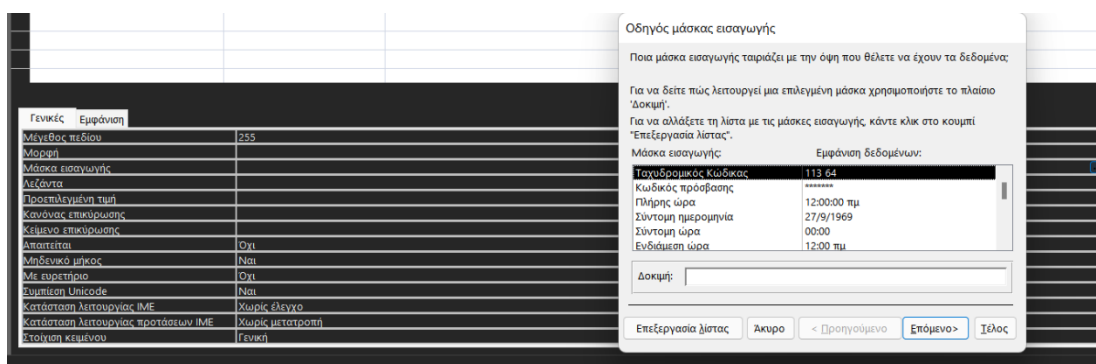 Γενικές Εμφάνιση
Μέγεθος πεδίου 255
Μορφή
Μάσκα εισαγωγής
Λεζάντα
Προεπιλεγμένη τιμή
Κανόνας επικύρωσης
Κείμενο επικύρωσης
Απαιτείται Όχι
Μηδενικό μήκος Ναι
Με ευρετήριο Όχι
Συμπίεση Unicode Ναι
Κατάσταση λειτουργίας IME Χωρίς έλεγχο
Κατάσταση λειτουργίας προτάσεων IME Χωρίς μετατροπή
Στοίχιση κειμένου Γενική
Οδηγός μάσκας εισαγωγής
Ποια μάσκα εισαγωγής ταιριάζει με την όψη που θέλετε να έχουν τα δεδομένα;
Για να δείτε πώς λειτουργεί μια επιλεγμένη μάσκα χρησιμοποιήστε το πλαίσιο
'Δοκιμή'.
Για να αλλάξετε τη λίστα με τις μάσκες εισαγωγής, κάντε κλικ στο κουμπί
"Επεξεργασία λίστας".
Μάσκα εισαγωγής: Εμφάνιση δεδομένων:
Ταχυδρομικός Κώδικας 113 64
Κωδικός πρόσβασης *******
Πλήρης ώρα 12:00:00 πμ
Σύντομη ημερομηνία 27/9/1969
Σύντομη ώρα 00:00
Ενδιάμεση ώρα 12:00 πμ
Δοκιμή:
Επεξεργασία λίστας Άκυρο < Προηγούμενο Επόμενο> Τέλος